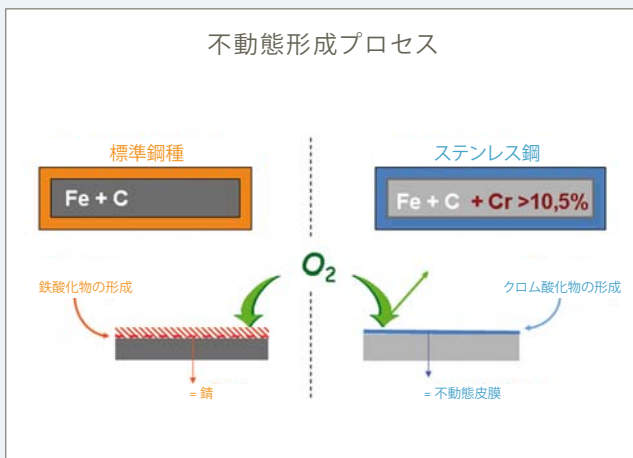 不動態形成プロセス
標準鋼種
ステンレス鋼
Fe + C
Fe + C + Cr >10,5%
O2
鉄酸化物の形成
クロム酸化物の形成
= 錆
= 不動態皮膜